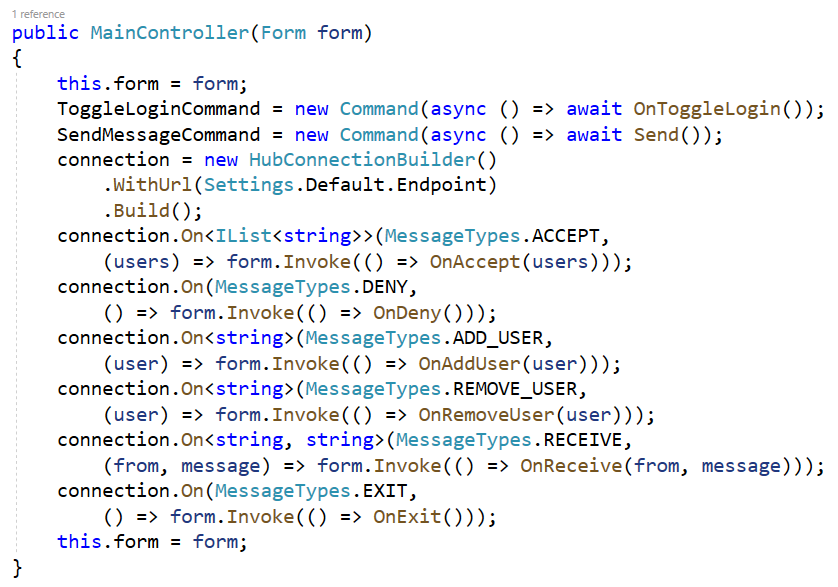 1 reference
public MainController(Form form)
{
    this.form = form;
    ToggleLoginCommand = new Command(async () => await OnToggleLogin());
    SendMessageCommand = new Command(async () => await Send());
    connection = new HubConnectionBuilder()
        .WithUrl(Settings.Default.Endpoint)
        .Build();
    connection.On<IList<string>>(MessageTypes.ACCEPT,
        (users) => form.Invoke(() => OnAccept(users)));
    connection.On(MessageTypes.DENY,
        () => form.Invoke(() => OnDeny()));
    connection.On<string>(MessageTypes.ADD_USER,
        (user) => form.Invoke(() => OnAddUser(user)));
    connection.On<string>(MessageTypes.REMOVE_USER,
        (user) => form.Invoke(() => OnRemoveUser(user)));
    connection.On<string, string>(MessageTypes.RECEIVE,
        (from, message) => form.Invoke(() => OnReceive(from, message)));
    connection.On(MessageTypes.EXIT,
        () => form.Invoke(() => OnExit()));
    this.form = form;
}